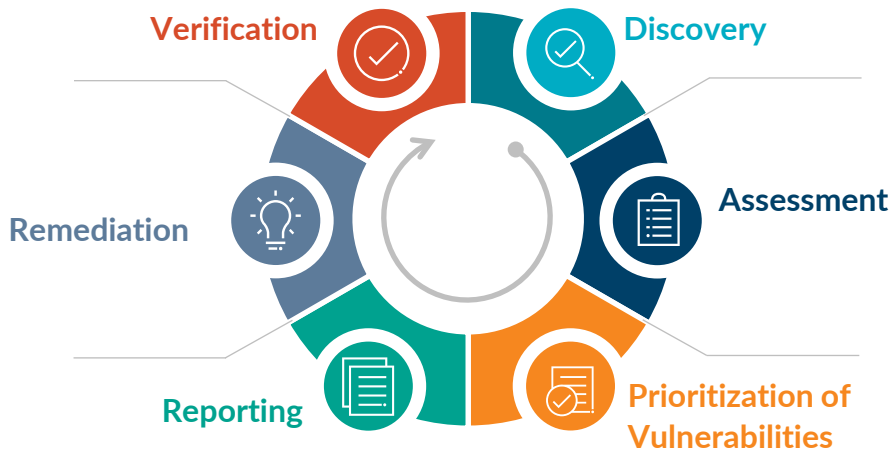 Verification
Discovery
Assessment
Remediation
Reporting
Prioritization of
Vulnerabilities